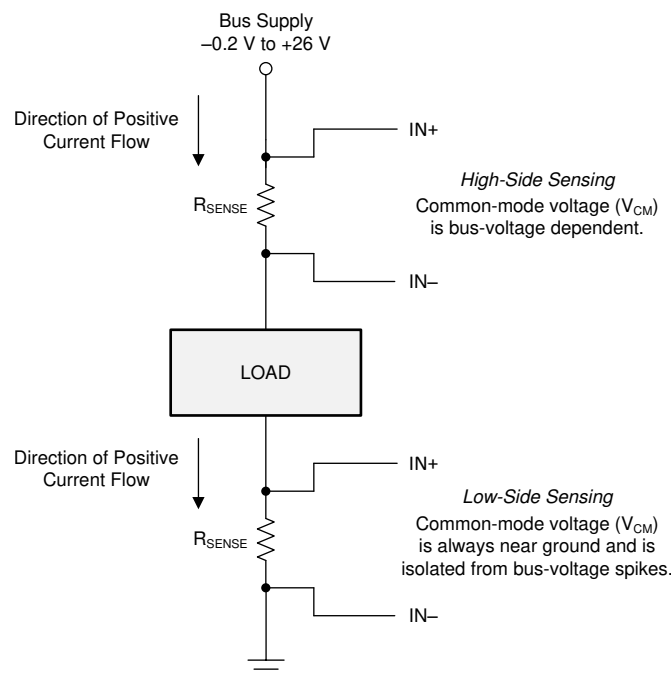 Bus Supply
–0.2 V to +26 V
Direction of Positive
Current Flow
IN+
High-Side Sensing
Common-mode voltage (VCM)
is bus-voltage dependent.
RSENSE
IN–
LOAD
Direction of Positive
Current Flow
IN+
Low-Side Sensing
Common-mode voltage (VCM)
is always near ground and is
isolated from bus-voltage spikes.
RSENSE
IN–